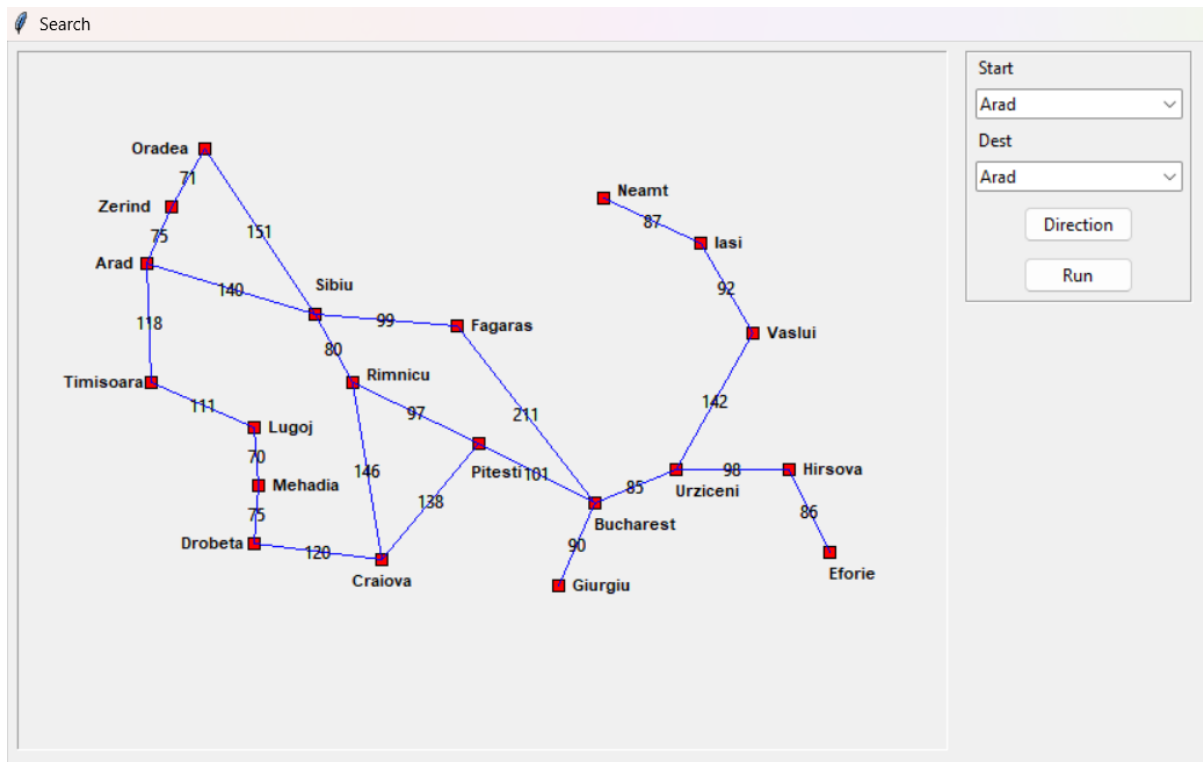 Search
Start
Arad
Dest
Arad
Direction
Run
Oradea
71
Neamt
Zerind
87
151
75
Iasi
Arad
140
Sibiu
92
118
99
Fagaras
Vaslui
80
Timisoara
Rimnicu
111
97
211
142
Lugoj
70
146
Pitesti
101
98
Hirsova
Mehadia
85
Urziceni
138
75
86
Bucharest
Drobeta
120
90
Craiova
Giurgiu
Eforie